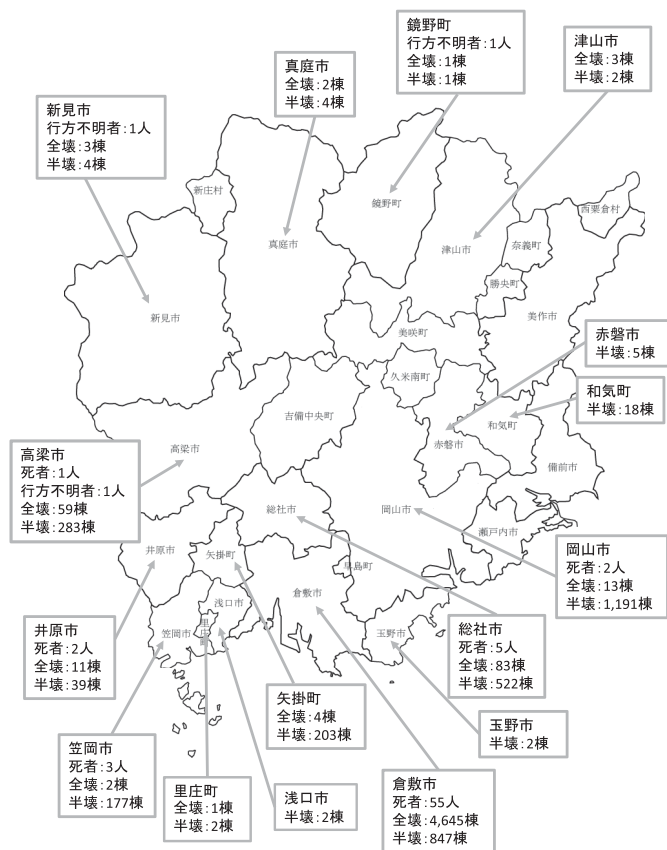 鏡野町
行方不明者：1人
全壊：1棟
半壊：1棟
津山市
全壊：3棟
半壊：2棟
真庭市
全壊：2棟
半壊：4棟
新見市
行方不明者：1人
全壊：3棟
半壊：4棟
新庄村
鏡野町
西粟倉村
真庭市
津山市
奈義町
勝央町
新見市
美咲町
美作市
赤磐市
半壊：5棟
久米南町
和気町
半壊：18棟
吉備中央町
和気町
赤磐市
高梁市
備前市
高梁市
死者：1人
行方不明者：1人
全壊：59棟
半壊：283棟
総社市
岡山市
瀬戸内市
岡山市
死者：2人
全壊：13棟
半壊：1,191棟
井原市
矢掛町
早島町
倉敷市
浅口市
里庄町
笠岡市
玉野市
井原市
死者：2人
全壊：11棟
半壊：39棟
総社市
死者：5人
全壊：83棟
半壊：522棟
矢掛町
全壊：4棟
半壊：203棟
玉野市
半壊：2棟
笠岡市
死者：3人
全壊：2棟
半壊：177棟
里庄町
全壊：1棟
半壊：2棟
浅口市
半壊：2棟
倉敷市
死者：55人
全壊：4,645棟
半壊：847棟